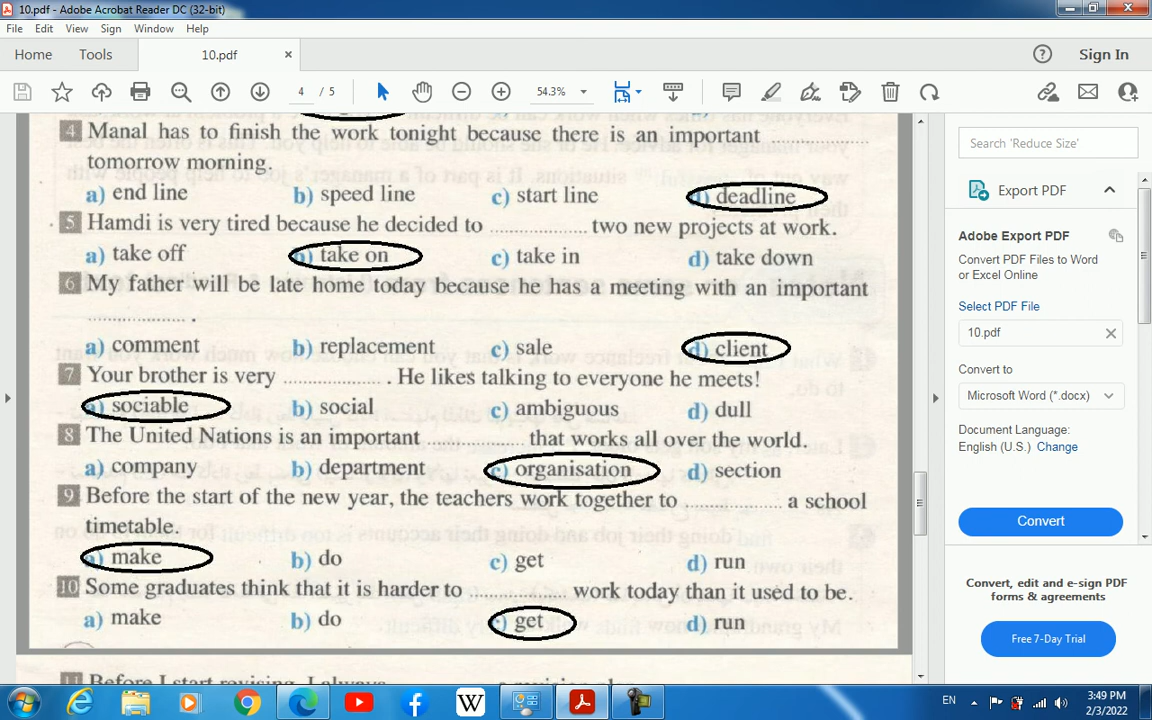 10.pdf - Adobe Acrobat Reader DC (32-bit)
File Edit View Sign Window Help
Home Tools 10.pdf × Sign In
4 / 5 54.3%
4 Manal has to finish the work tonight because there is an important ..............
tomorrow morning.
a) end line b) speed line c) start line d) deadline
5 Hamdi is very tired because he decided to .............. two new projects at work.
a) take off b) take on c) take in d) take down
6 My father will be late home today because he has a meeting with an important
.............. .
a) comment b) replacement c) sale d) client
7 Your brother is very .............. . He likes talking to everyone he meets!
a) sociable b) social c) ambiguous d) dull
8 The United Nations is an important .............. that works all over the world.
a) company b) department c) organisation d) section
9 Before the start of the new year, the teachers work together to .............. a school
timetable.
a) make b) do c) get d) run
10 Some graduates think that it is harder to .............. work today than it used to be.
a) make b) do c) get d) run
11 Before I start revising, I always .............. a revision plan.
Search 'Reduce Size'
Export PDF
Adobe Export PDF
Convert PDF Files to Word
or Excel Online
Select PDF File
10.pdf
Convert to
Microsoft Word (*.docx)
Document Language:
English (U.S.) Change
Convert
Convert, edit and e-sign PDF
forms & agreements
Free 7-Day Trial
EN 3:49 PM
2/3/2022